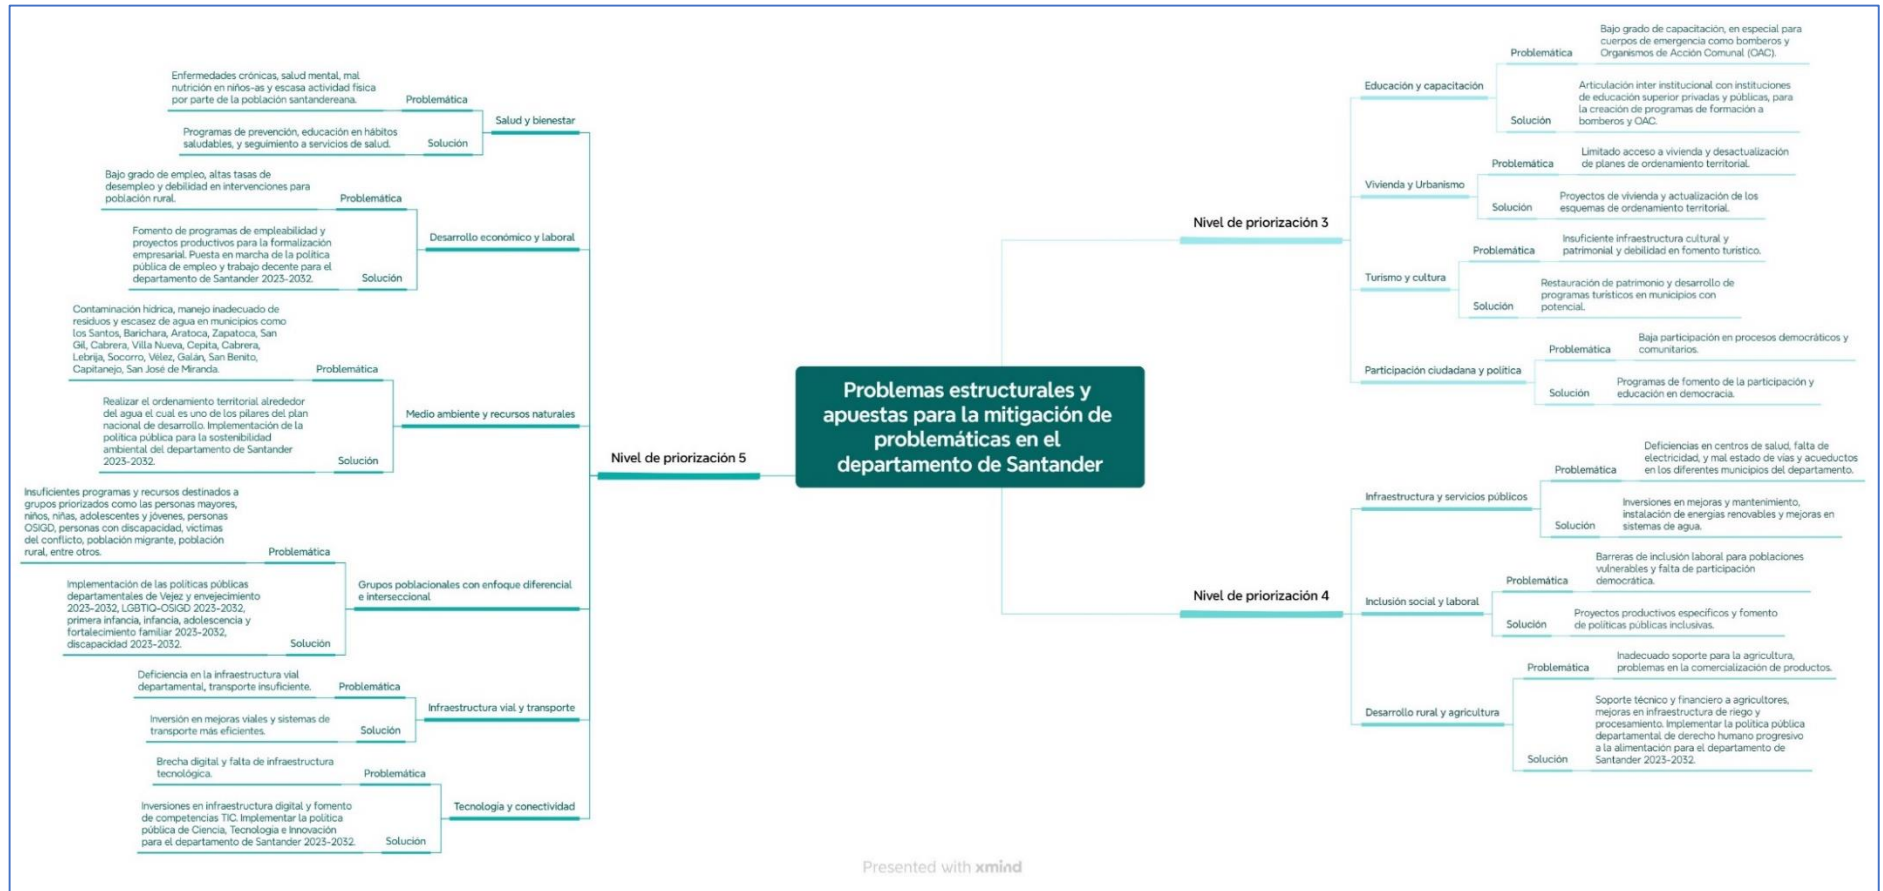 Problemas estructurales y
apuestas para la mitigación de
problemáticas en el
departamento de Santander
Nivel de priorización 3
Educación y capacitación
Problemática
Bajo grado de capacitación, en especial para
cuerpos de emergencia como bomberos y
Organismos de Acción Comunal (OAC).
Solución
Articulación inter institucional con instituciones
de educación superior privadas y públicas, para
la creación de programas de formación a
bomberos y OAC.
Vivienda y Urbanismo
Problemática
Limitado acceso a vivienda y desactualización
de planes de ordenamiento territorial.
Solución
Proyectos de vivienda y actualización de los
esquemas de ordenamiento territorial.
Turismo y cultura
Problemática
Insuficiente infraestructura cultural y
patrimonial y debilidad en fomento turístico.
Solución
Restauración de patrimonio y desarrollo de
programas turísticos en municipios con
potencial.
Participación ciudadana y política
Problemática
Baja participación en procesos democráticos y
comunitarios.
Solución
Programas de fomento de la participación y
educación en democracia.
Nivel de priorización 4
Infraestructura y servicios públicos
Problemática
Deficiencias en centros de salud, falta de
electricidad, y mal estado de vías y acueductos
en los diferentes municipios del departamento.
Solución
Inversiones en mejoras y mantenimiento,
instalación de energías renovables y mejoras en
sistemas de agua.
Inclusión social y laboral
Problemática
Barreras de inclusión laboral para poblaciones
vulnerables y falta de participación
democrática.
Solución
Proyectos productivos específicos y fomento
de políticas públicas inclusivas.
Desarrollo rural y agricultura
Problemática
Inadecuado soporte para la agricultura,
problemas en la comercialización de productos.
Solución
Soporte técnico y financiero a agricultores,
mejoras en infraestructura de riego y
procesamiento. Implementar la política pública
departamental de derecho humano progresivo
a la alimentación para el departamento de
Santander 2023-2032.
Nivel de priorización 5
Salud y bienestar
Problemática
Enfermedades crónicas, salud mental, mal
nutrición en niños-as y escasa actividad física
por parte de la población santandereana.
Solución
Programas de prevención, educación en hábitos
saludables, y seguimiento a servicios de salud.
Desarrollo económico y laboral
Problemática
Bajo grado de empleo, altas tasas de
desempleo y debilidad en intervenciones para
población rural.
Solución
Fomento de programas de empleabilidad y
proyectos productivos para la formalización
empresarial. Puesta en marcha de la política
pública de empleo y trabajo decente para el
departamento de Santander 2023-2032.
Medio ambiente y recursos naturales
Problemática
Contaminación hídrica, manejo inadecuado de
residuos y escasez de agua en municipios como
los Santos, Barichara, Aratoca, Zapatoca, San
Gil, Cabrera, Villa Nueva, Cepita, Cabrera,
Lebrija, Socorro, Vélez, Galán, San Benito,
Capitanejo, San José de Miranda.
Solución
Realizar el ordenamiento territorial alrededor
del agua el cual es uno de los pilares del plan
nacional de desarrollo. Implementación de la
política pública para la sostenibilidad
ambiental del departamento de Santander
2023-2032.
Grupos poblacionales con enfoque diferencial
e interseccional
Problemática
Insuficientes programas y recursos destinados a
grupos priorizados como las personas mayores,
niños, niñas, adolescentes y jóvenes, personas
OSIGD, personas con discapacidad, víctimas
del conflicto, población migrante, población
rural, entre otros.
Solución
Implementación de las políticas públicas
departamentales de Vejez y envejecimiento
2023-2032, LGBTIQ-OSIGD 2023-2032,
primera infancia, infancia, adolescencia y
fortalecimiento familiar 2023-2032,
discapacidad 2023-2032.
Infraestructura vial y transporte
Problemática
Deficiencia en la infraestructura vial
departamental, transporte insuficiente.
Solución
Inversión en mejoras viales y sistemas de
transporte más eficientes.
Tecnología y conectividad
Problemática
Brecha digital y falta de infraestructura
tecnológica.
Solución
Inversiones en infraestructura digital y fomento
de competencias TIC. Implementar la política
pública de Ciencia, Tecnología e Innovación
para el departamento de Santander 2023-2032.
Presented with xmind